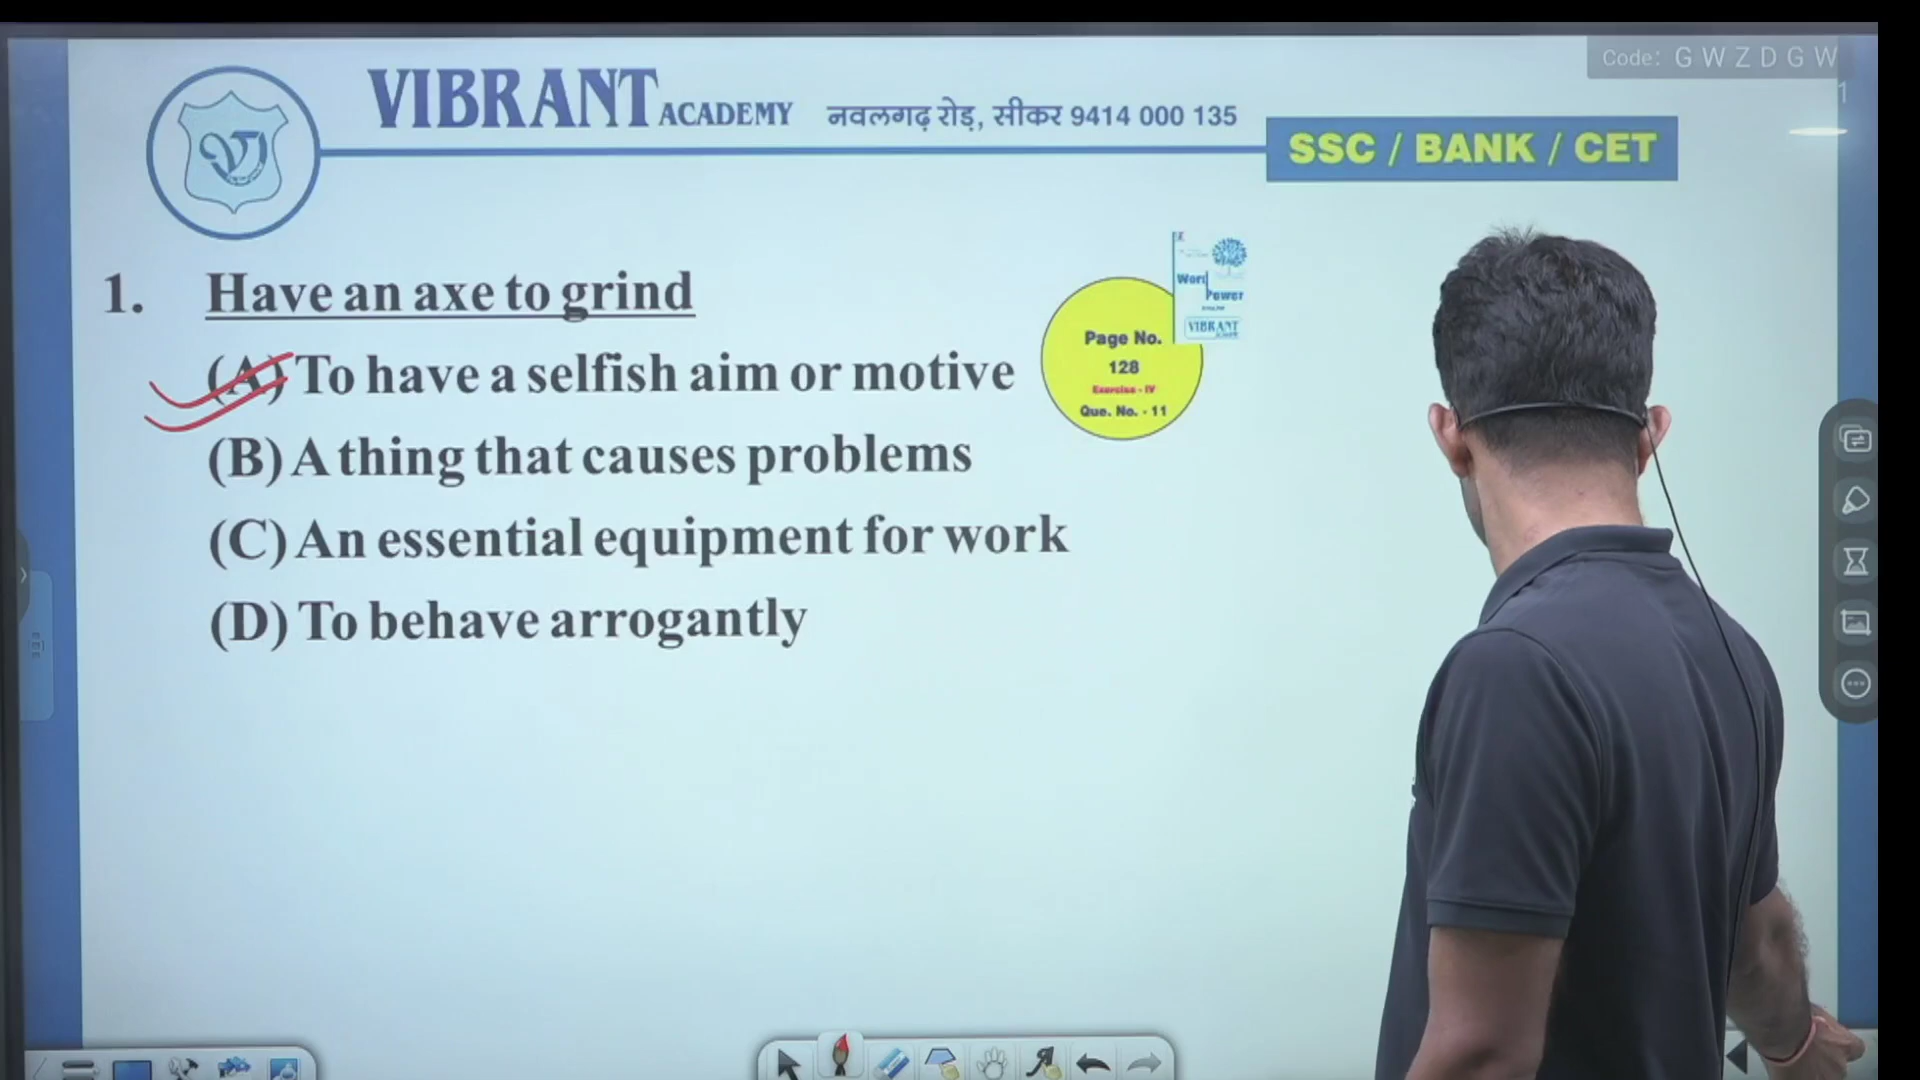 Code: G W Z D G W
1
VIBRANT ACADEMY नवलगढ़ रोड़, सीकर 9414 000 135
SSC / BANK / CET
1. Have an axe to grind
(A) To have a selfish aim or motive
(B) A thing that causes problems
(C) An essential equipment for work
(D) To behave arrogantly
Word
Power
VIBRANT
Page No.
128
Exercise - IV
Que. No. - 11